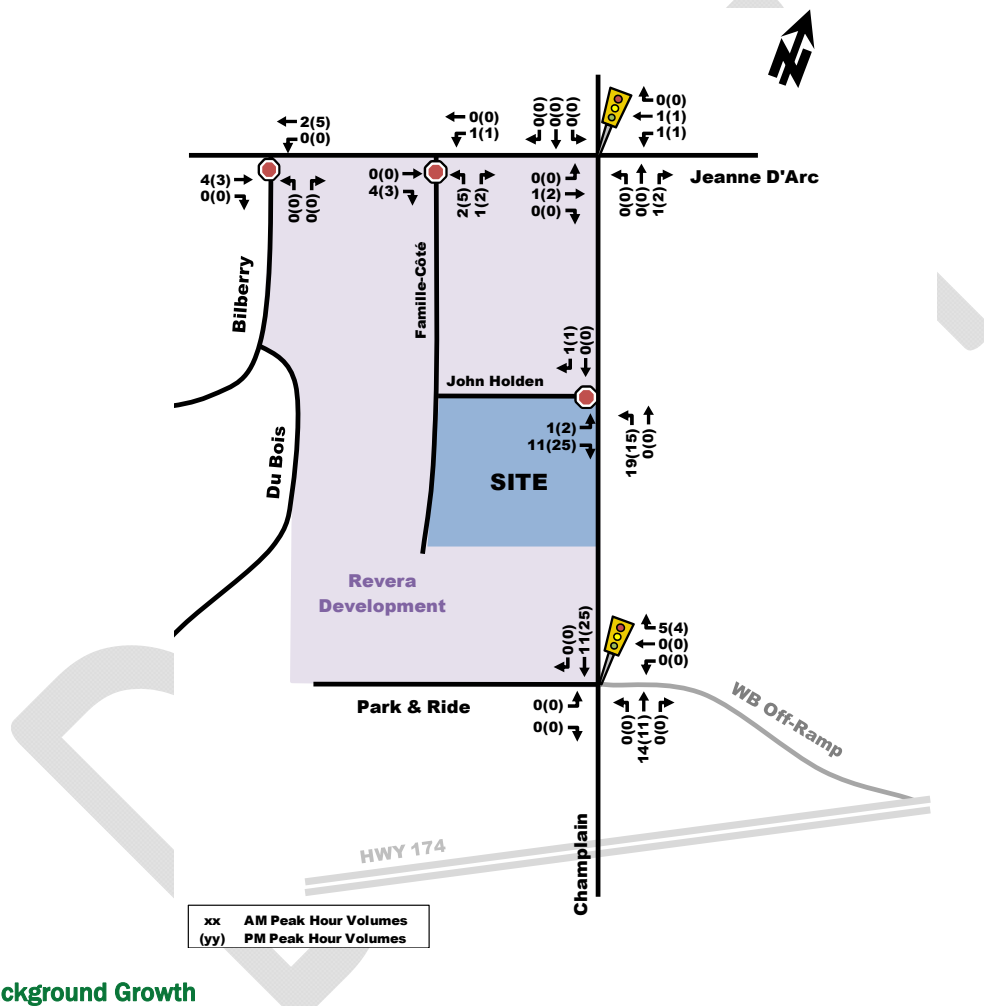 0(0)
0(0)
0(0)
0(0)
1(1)
1(1)
2(5)
0(0)
0(0)
1(1)
Jeanne D'Arc
4(3)
0(0)
0(0)
0(0)
0(0)
4(3)
2(5)
1(2)
0(0)
1(2)
0(0)
0(0)
0(0)
1(2)
Bilberry
Famille-Côté
1(1)
0(0)
John Holden
1(2)
11(25)
19(15)
0(0)
Du Bois
SITE
Revera
Development
0(0)
11(25)
5(4)
0(0)
0(0)
Park & Ride
0(0)
0(0)
0(0)
14(11)
0(0)
WB Off-Ramp
HWY 174
Champlain
xx AM Peak Hour Volumes
(yy) PM Peak Hour Volumes
ckground Growth